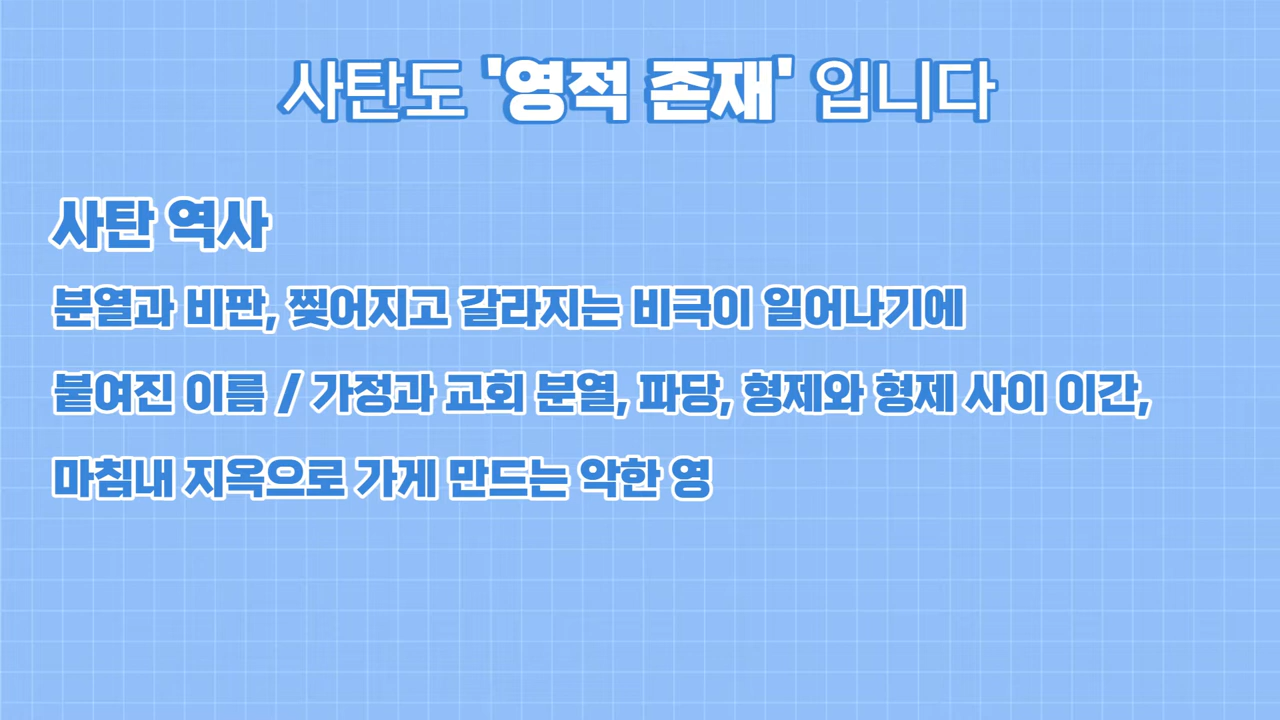 사탄도 '영적 존재' 입니다
사탄 역사
분열과 비판, 찢어지고 갈라지는 비극이 일어나기에
붙여진 이름 / 가정과 교회 분열, 파당, 형제와 형제 사이 이간,
마침내 지옥으로 가게 만드는 악한 영